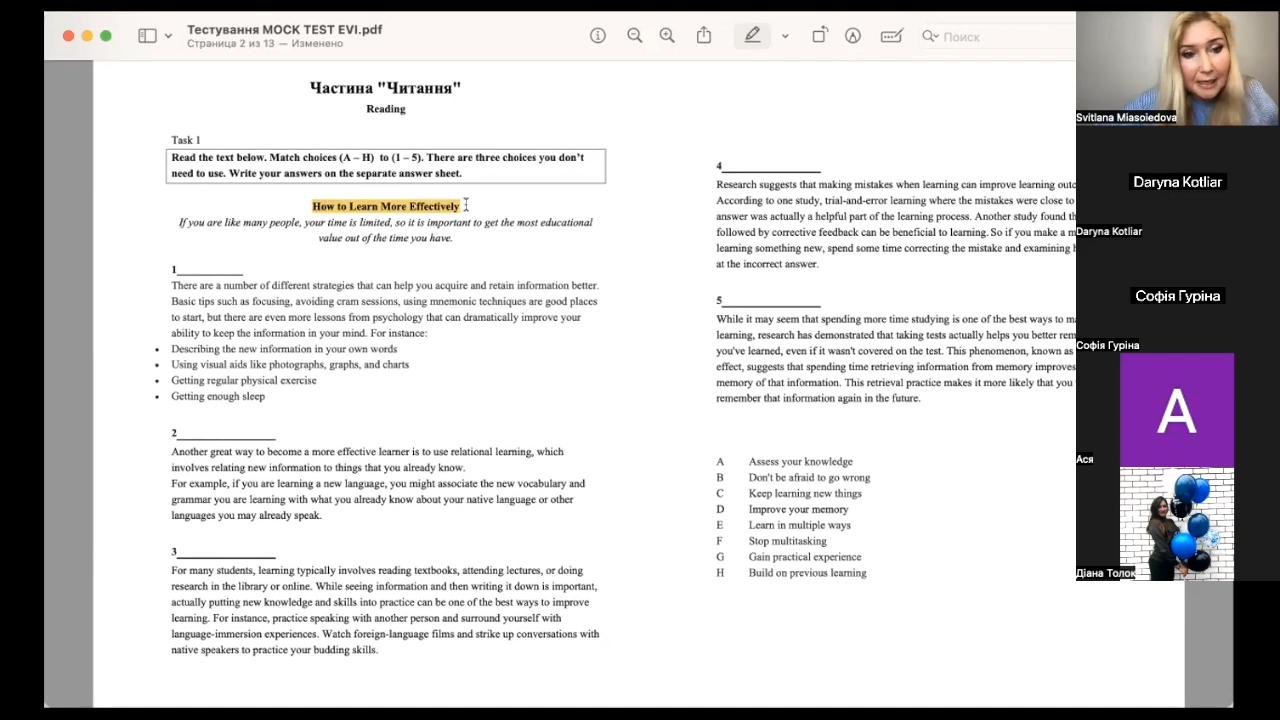 Тестування MOCK TEST EVI.pdf
Страница 2 из 13 — Изменено
Поиск
Частина "Читання"
Reading
Task 1
Read the text below. Match choices (A – H) to (1 – 5). There are three choices you don't
need to use. Write your answers on the separate answer sheet.
How to Learn More Effectively
If you are like many people, your time is limited, so it is important to get the most educational
value out of the time you have.
1
There are a number of different strategies that can help you acquire and retain information better.
Basic tips such as focusing, avoiding cram sessions, using mnemonic techniques are good places
to start, but there are even more lessons from psychology that can dramatically improve your
ability to keep the information in your mind. For instance:
• Describing the new information in your own words
• Using visual aids like photographs, graphs, and charts
• Getting regular physical exercise
• Getting enough sleep
2
Another great way to become a more effective learner is to use relational learning, which
involves relating new information to things that you already know.
For example, if you are learning a new language, you might associate the new vocabulary and
grammar you are learning with what you already know about your native language or other
languages you may already speak.
3
For many students, learning typically involves reading textbooks, attending lectures, or doing
research in the library or online. While seeing information and then writing it down is important,
actually putting new knowledge and skills into practice can be one of the best ways to improve
learning. For instance, practice speaking with another person and surround yourself with
language-immersion experiences. Watch foreign-language films and strike up conversations with
native speakers to practice your budding skills.
4
Research suggests that making mistakes when learning can improve learning
According to one study, trial-and-error learning where the mistakes were close to
answer was actually a helpful part of the learning process. Another study found
followed by corrective feedback can be beneficial to learning. So if you make a
learning something new, spend some time correcting the mistake and examining
at the incorrect answer.
5
While it may seem that spending more time studying is one of the best ways to
learning, research has demonstrated that taking tests actually helps you better
you've learned, even if it wasn't covered on the test. This phenomenon, known as
effect, suggests that spending time retrieving information from memory improves
memory of that information. This retrieval practice makes it more likely that you
remember that information again in the future.
A Assess your knowledge
B Don't be afraid to go wrong
C Keep learning new things
D Improve your memory
E Learn in multiple ways
F Stop multitasking
G Gain practical experience
H Build on previous learning
Svitlana Miasoiedova
Daryna Kotliar
Daryna Kotliar
Софія Гуріна
Софія Гуріна
A
Ася
Діана Толок